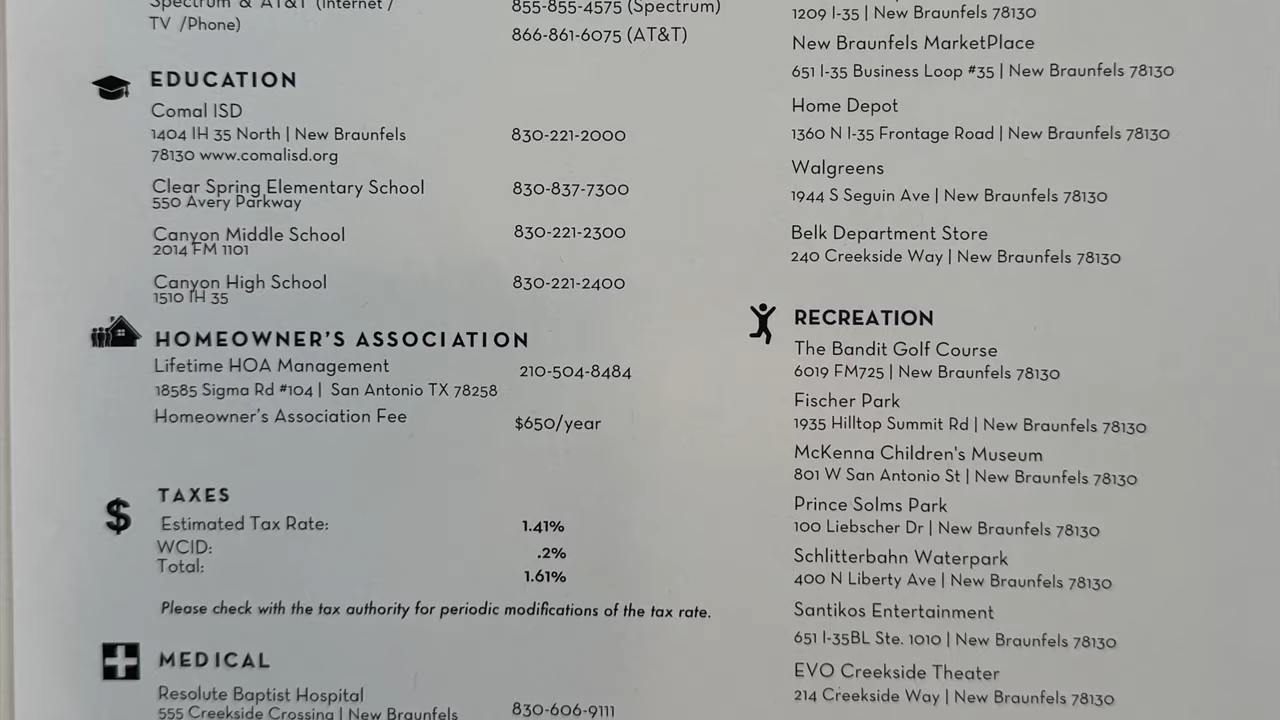 Spectrum & AT&T (Internet /
TV /Phone)
855-855-4575 (Spectrum)
866-861-6075 (AT&T)
EDUCATION
Comal ISD
1404 IH 35 North | New Braunfels
78130 www.comalisd.org
830-221-2000
Clear Spring Elementary School
550 Avery Parkway
830-837-7300
Canyon Middle School
2014 FM 1101
830-221-2300
Canyon High School
1510 IH 35
830-221-2400
HOMEOWNER'S ASSOCIATION
Lifetime HOA Management
210-504-8484
18585 Sigma Rd #104 | San Antonio TX 78258
Homeowner's Association Fee
$650/year
TAXES
Estimated Tax Rate:
1.41%
WCID:
.2%
Total:
1.61%
Please check with the tax authority for periodic modifications of the tax rate.
MEDICAL
Resolute Baptist Hospital
555 Creekside Crossing | New Braunfels
830-606-9111
1209 I-35 | New Braunfels 78130
New Braunfels MarketPlace
651 I-35 Business Loop #35 | New Braunfels 78130
Home Depot
1360 N I-35 Frontage Road | New Braunfels 78130
Walgreens
1944 S Seguin Ave | New Braunfels 78130
Belk Department Store
240 Creekside Way | New Braunfels 78130
RECREATION
The Bandit Golf Course
6019 FM725 | New Braunfels 78130
Fischer Park
1935 Hilltop Summit Rd | New Braunfels 78130
McKenna Children's Museum
801 W San Antonio St | New Braunfels 78130
Prince Solms Park
100 Liebscher Dr | New Braunfels 78130
Schlitterbahn Waterpark
400 N Liberty Ave | New Braunfels 78130
Santikos Entertainment
651 I-35BL Ste. 1010 | New Braunfels 78130
EVO Creekside Theater
214 Creekside Way | New Braunfels 78130